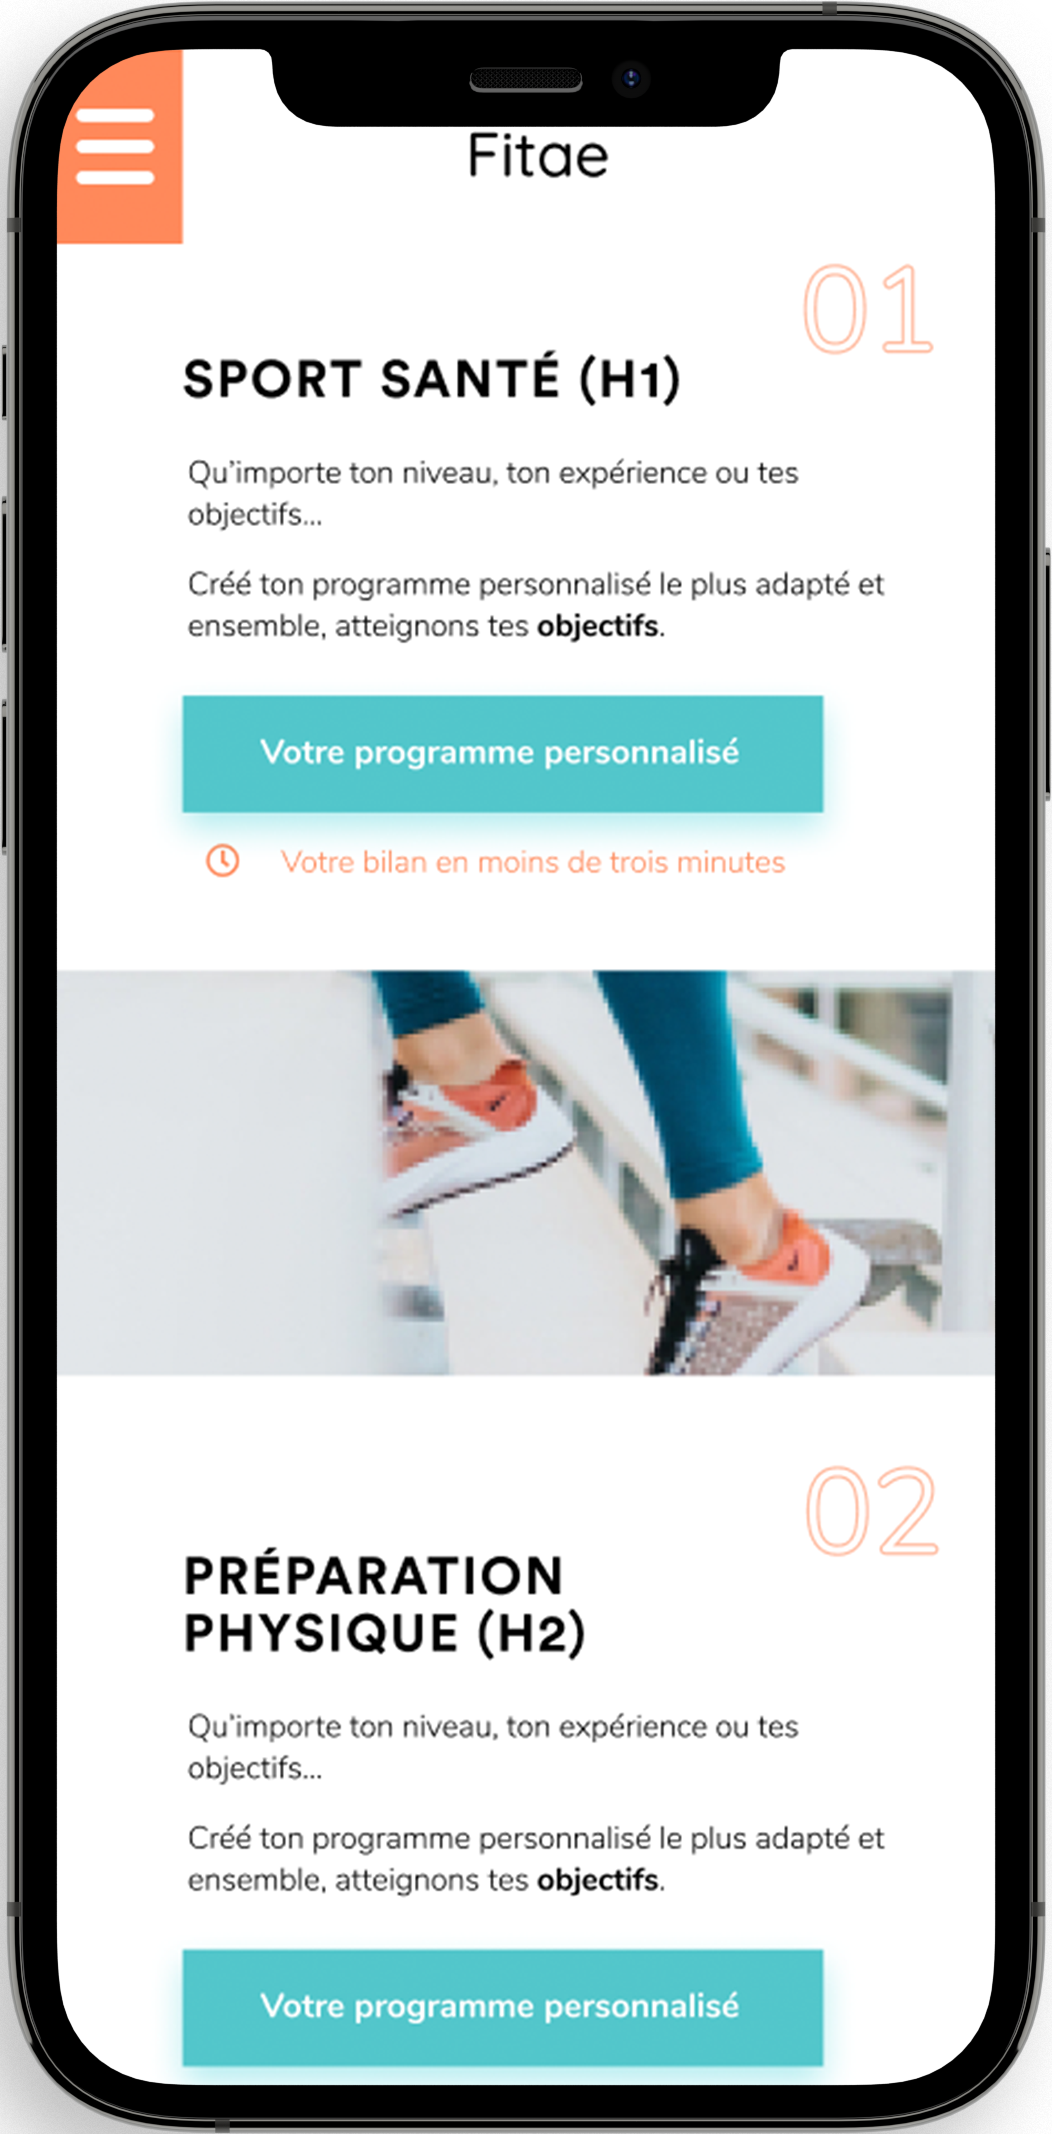 Fitae
01
SPORT SANTÉ (H1)
Qu'importe ton niveau, ton expérience ou tes
objectifs...
Créé ton programme personnalisé le plus adapté et
ensemble, atteignons tes objectifs.
Votre programme personnalisé
Votre bilan en moins de trois minutes
02
PRÉPARATION
PHYSIQUE (H2)
Qu'importe ton niveau, ton expérience ou tes
objectifs...
Créé ton programme personnalisé le plus adapté et
ensemble, atteignons tes objectifs.
Votre programme personnalisé